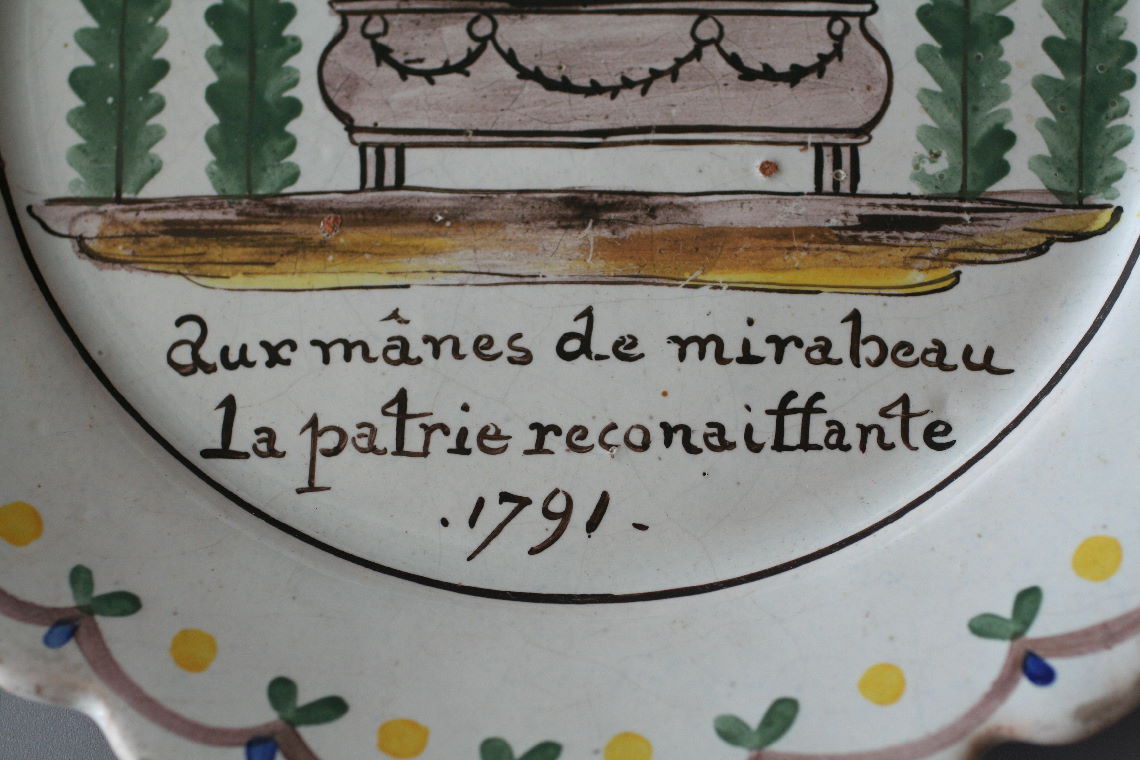 aux mânes de mirabeau
la patrie reconaiſſante
.1791.